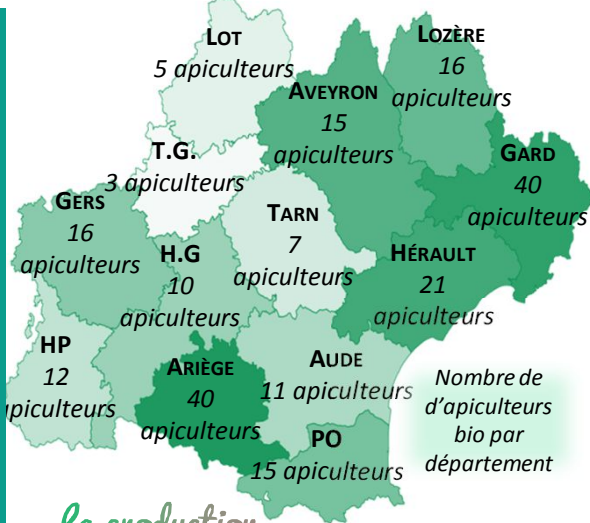 LOT
5 apiculteurs
LOZÈRE
16
apiculteurs
AVEYRON
15
apiculteurs
T.G.
3 apiculteurs
GARD
40
apiculteurs
GERS
16
apiculteurs
H.G
10
apiculteurs
TARN
7
apiculteurs
HÉRAULT
21
apiculteurs
HP
12
apiculteurs
ARIÈGE
40
apiculteurs
AUDE
11 apiculteurs
PO
15 apiculteurs
Nombre de
d'apiculteurs
bio par
département
la production